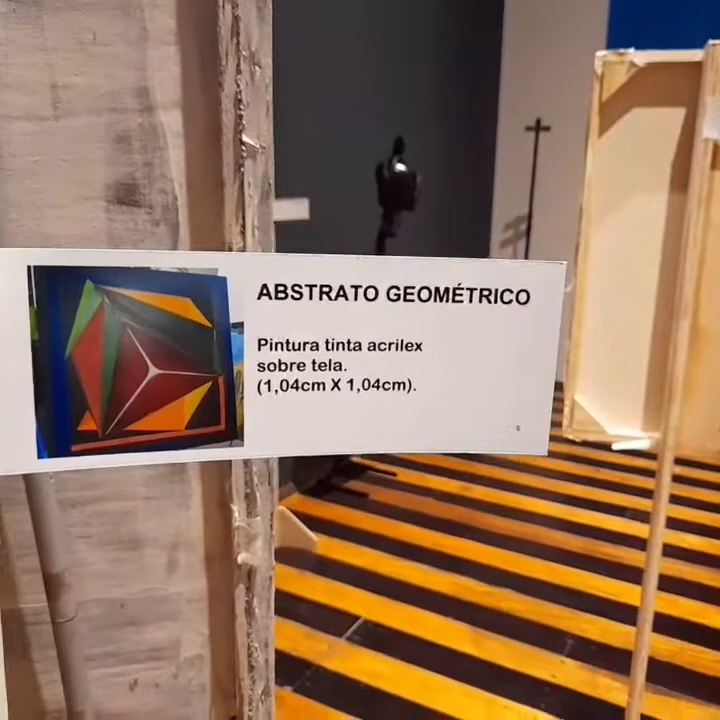 ABSTRATO GEOMÉTRICO
Pintura tinta acrilex
sobre tela.
(1,04cm X 1,04cm).